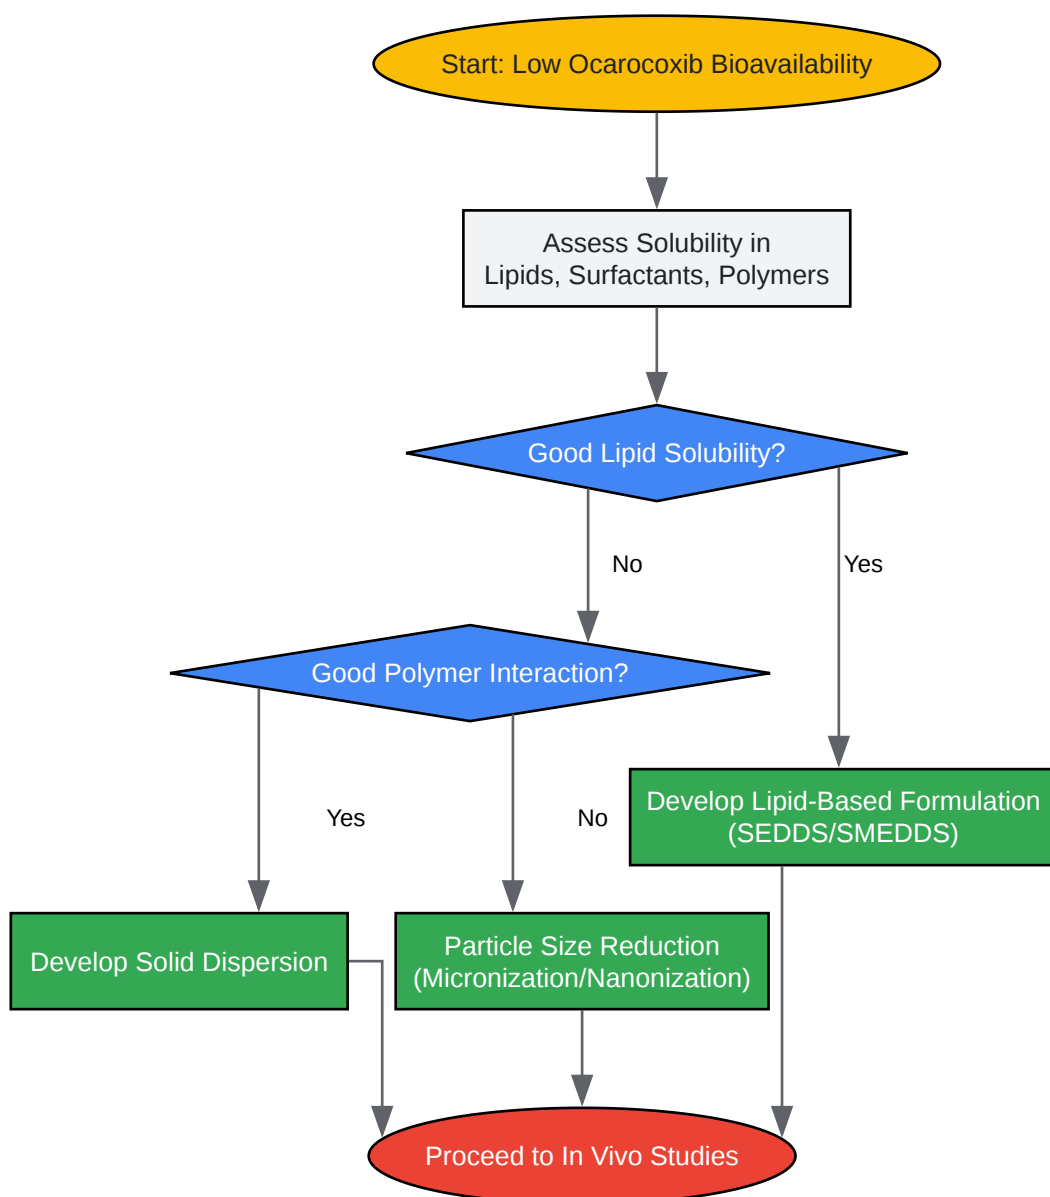 Start: Low Ocarocoxib Bioavailability
Assess Solubility in
Lipids, Surfactants, Polymers
Good Lipid Solubility?
No
Yes
Good Polymer Interaction?
Yes
No
Develop Lipid-Based Formulation
(SEDDS/SMEDDS)
Develop Solid Dispersion
Particle Size Reduction
(Micronization/Nanonization)
Proceed to In Vivo Studies